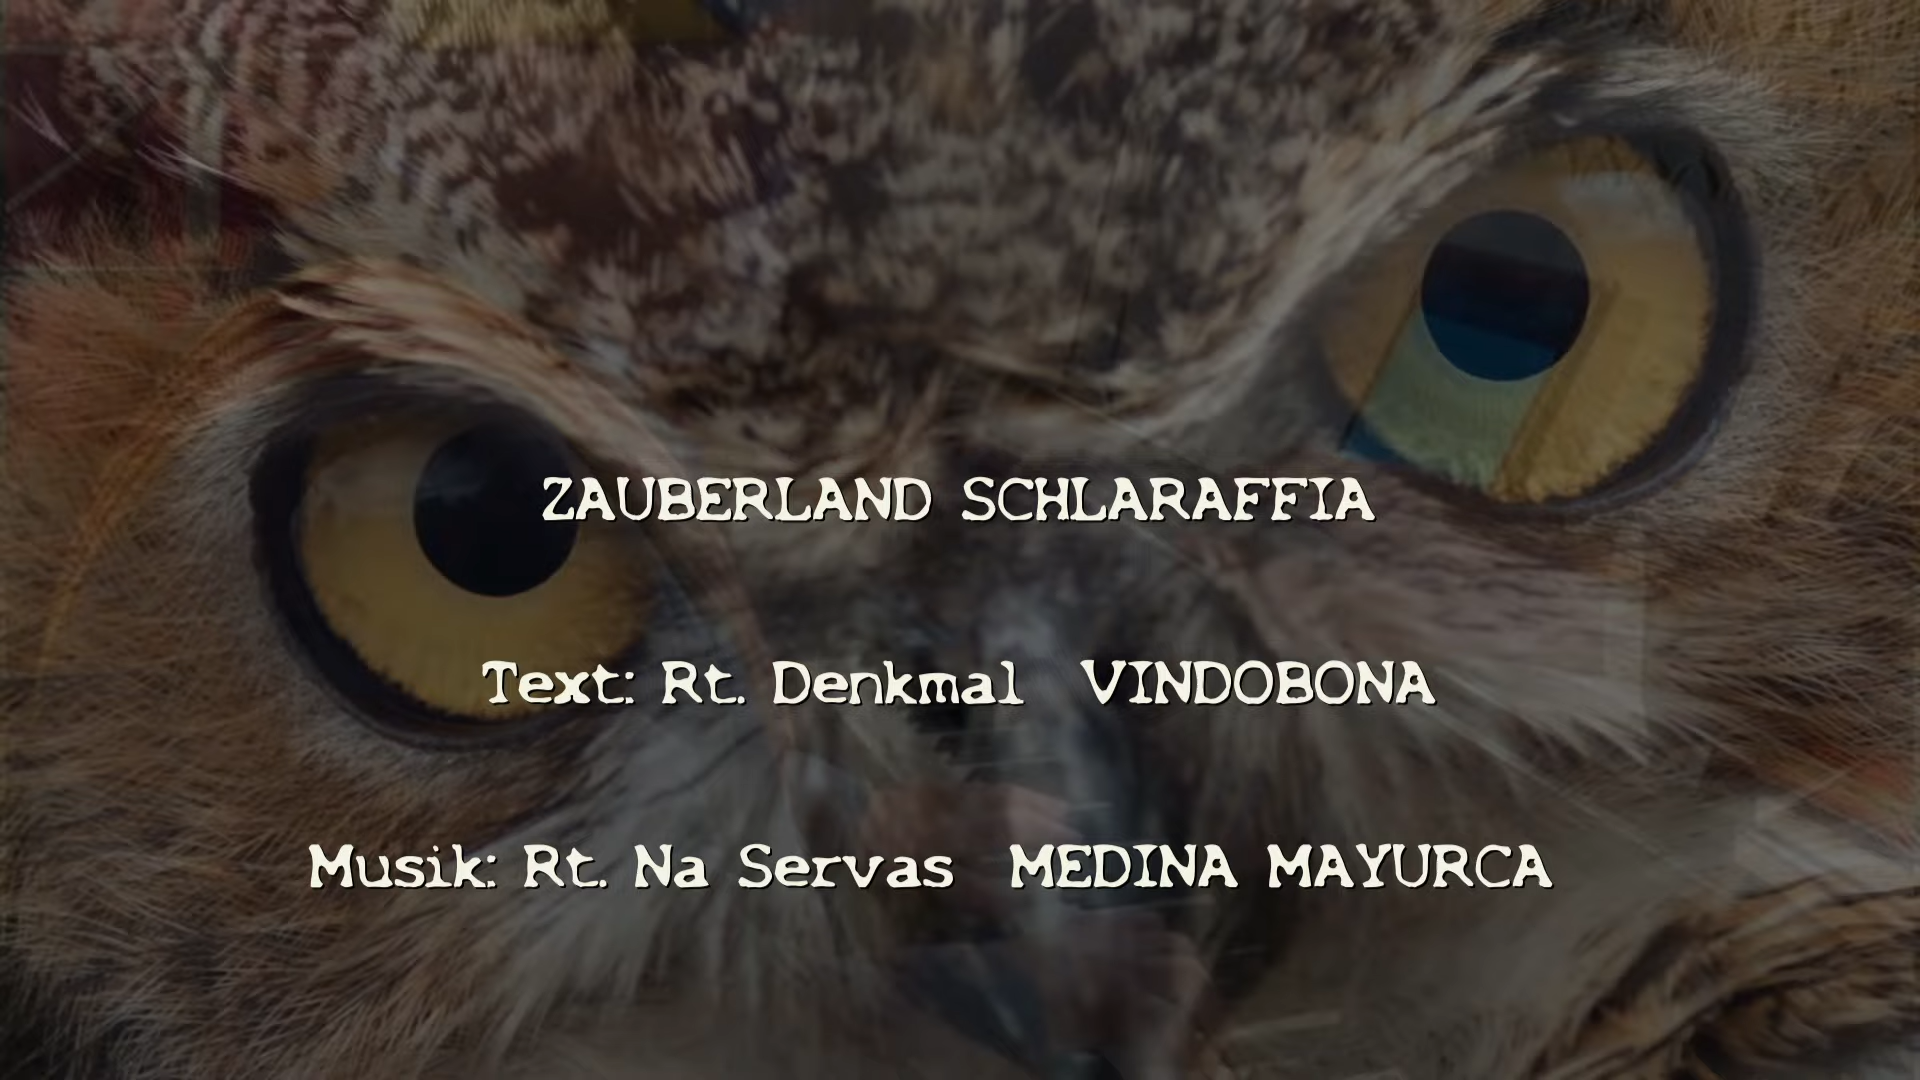 ZAUBERLAND SCHLARAFFIA
Text: Rt. Denkmal VINDOBONA
Musik: Rt. Na Servas MEDINA MAYURCA